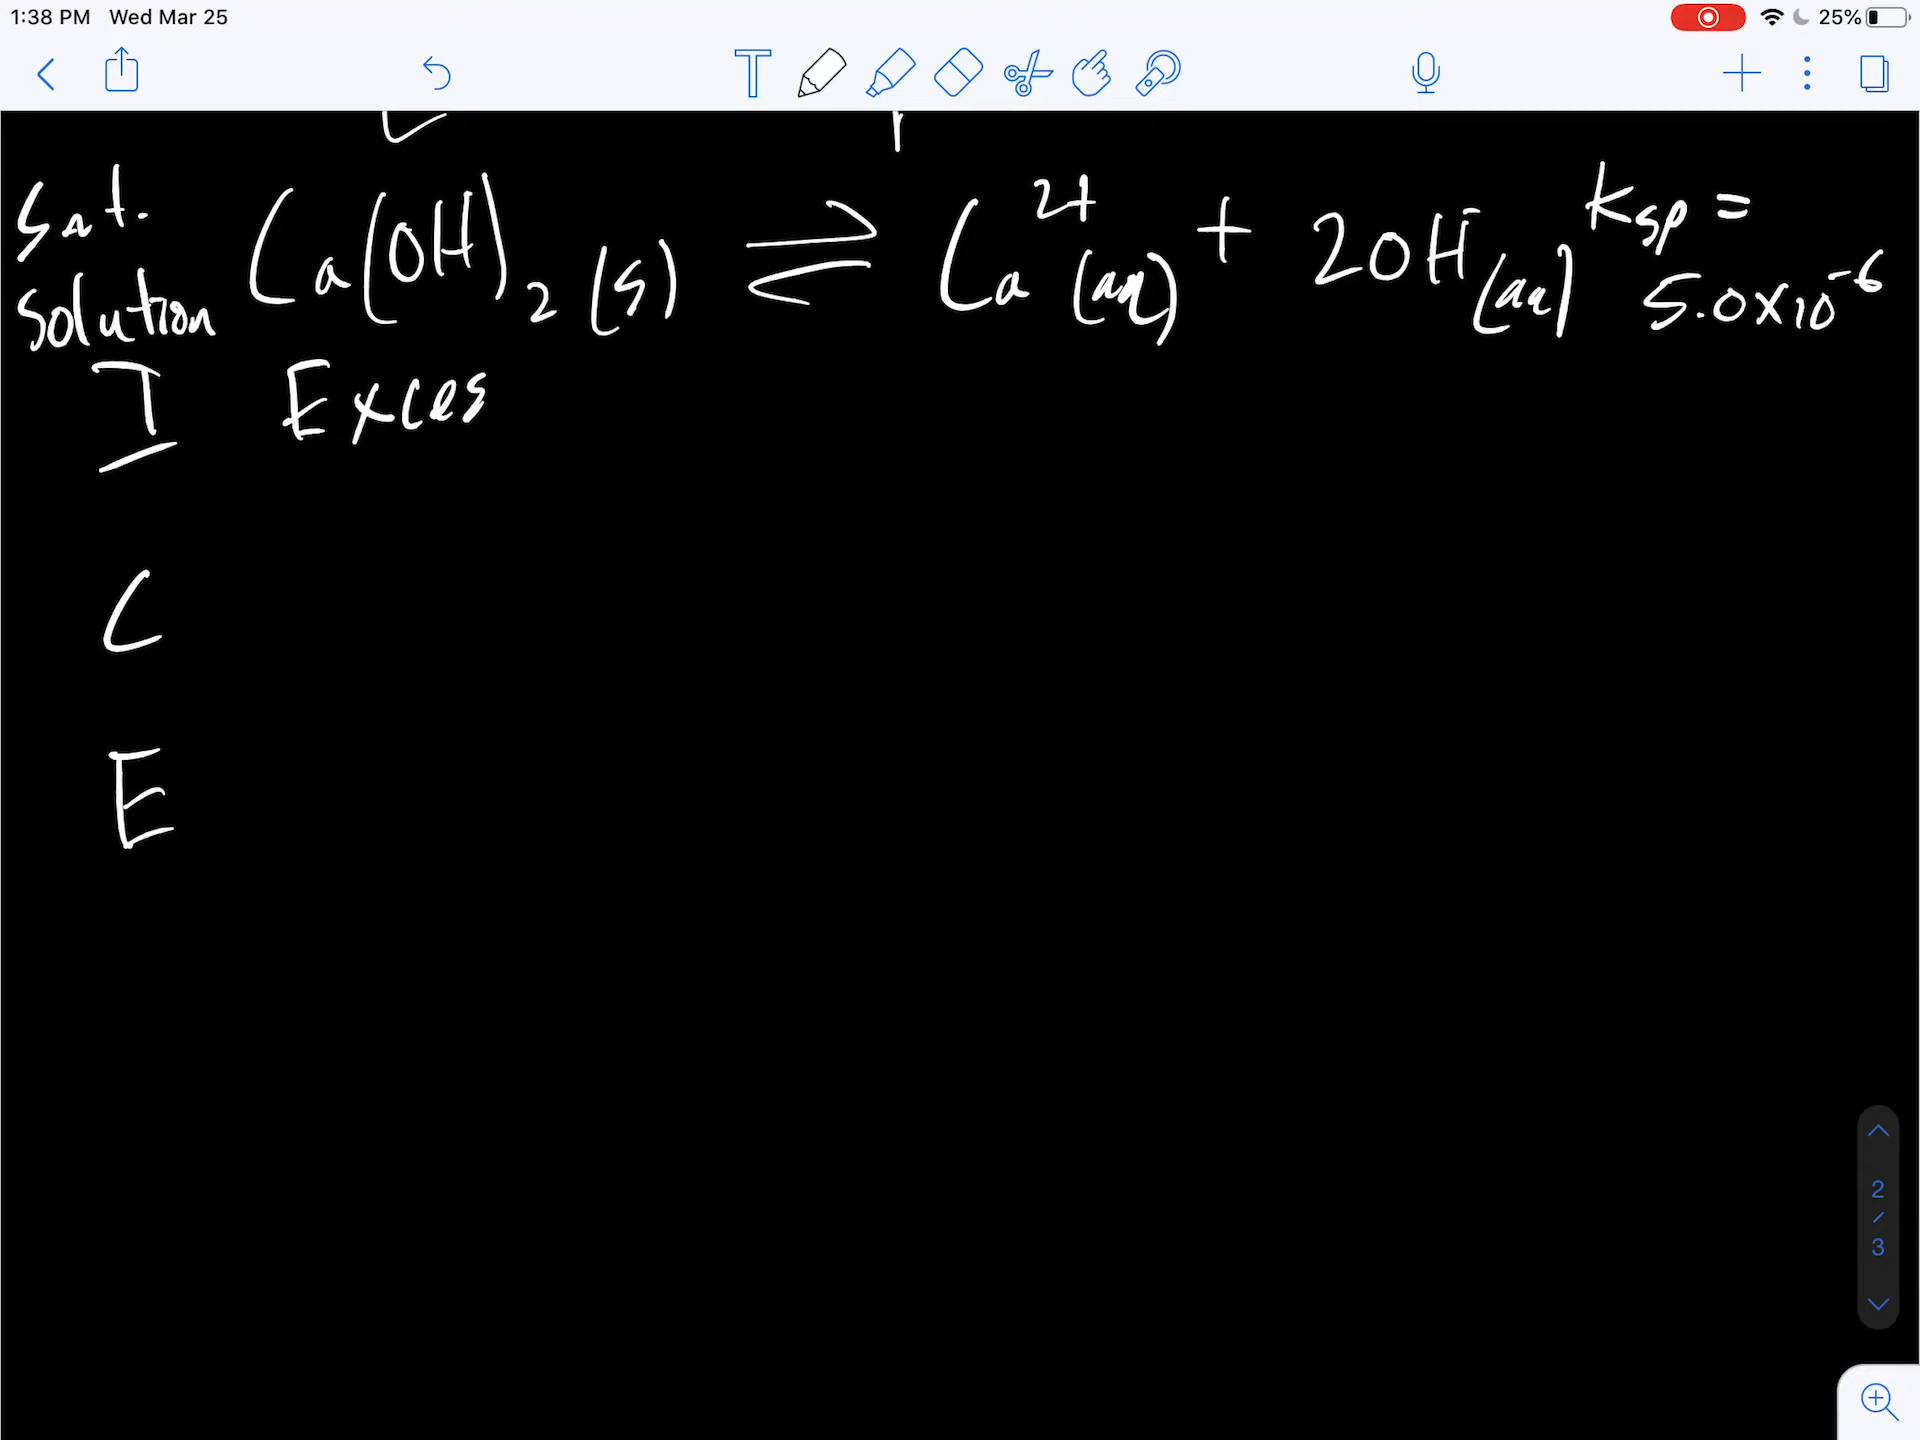 1:38 PM Wed Mar 25
25%
T
Sat.
Solution
Ca(OH)₂(s) ⇌ Ca²⁺(aq) + 2OH⁻(aq)
Ksp =
5.0x10⁻⁶
I Exces
C
E
2
/
3